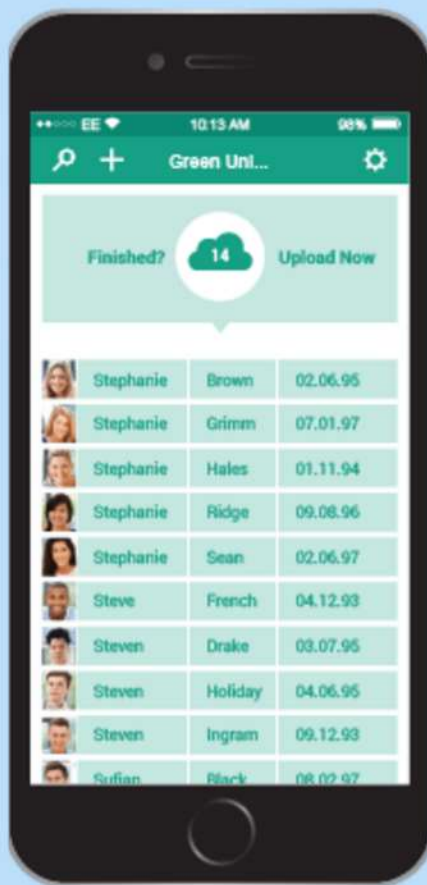 EE 10:13 AM 98%
Green Uni...
Finished? 14 Upload Now
Stephanie Brown 02.06.95
Stephanie Grimm 07.01.97
Stephanie Hales 01.11.94
Stephanie Ridge 09.08.96
Stephanie Sean 02.06.97
Steve French 04.12.93
Steven Drake 03.07.95
Steven Holiday 04.06.95
Steven Ingram 09.12.93
Sufian Black 08.02.97